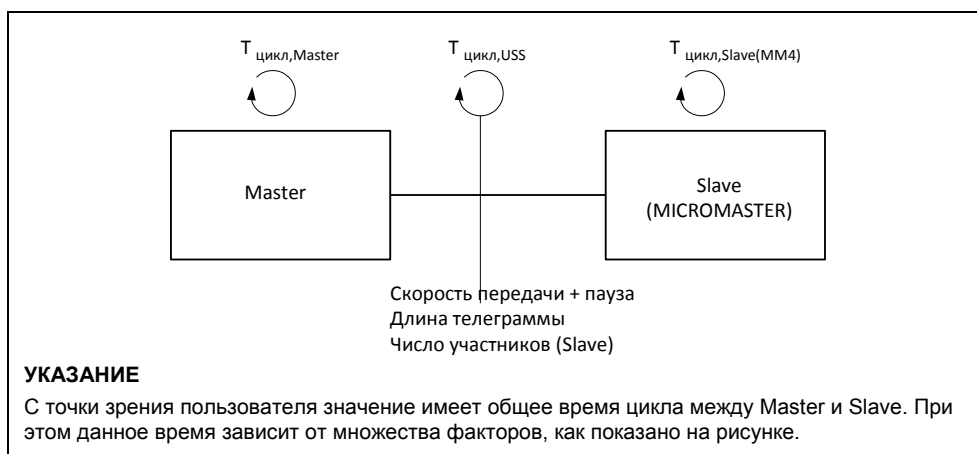 T цикл,Master
T цикл,USS
T цикл,Slave(MM4)
Master
Slave
(MICROMASTER)
Скорость передачи + пауза
Длина телеграммы
Число участников (Slave)
УКАЗАНИЕ
С точки зрения пользователя значение имеет общее время цикла между Master и Slave. При
этом данное время зависит от множества факторов, как показано на рисунке.